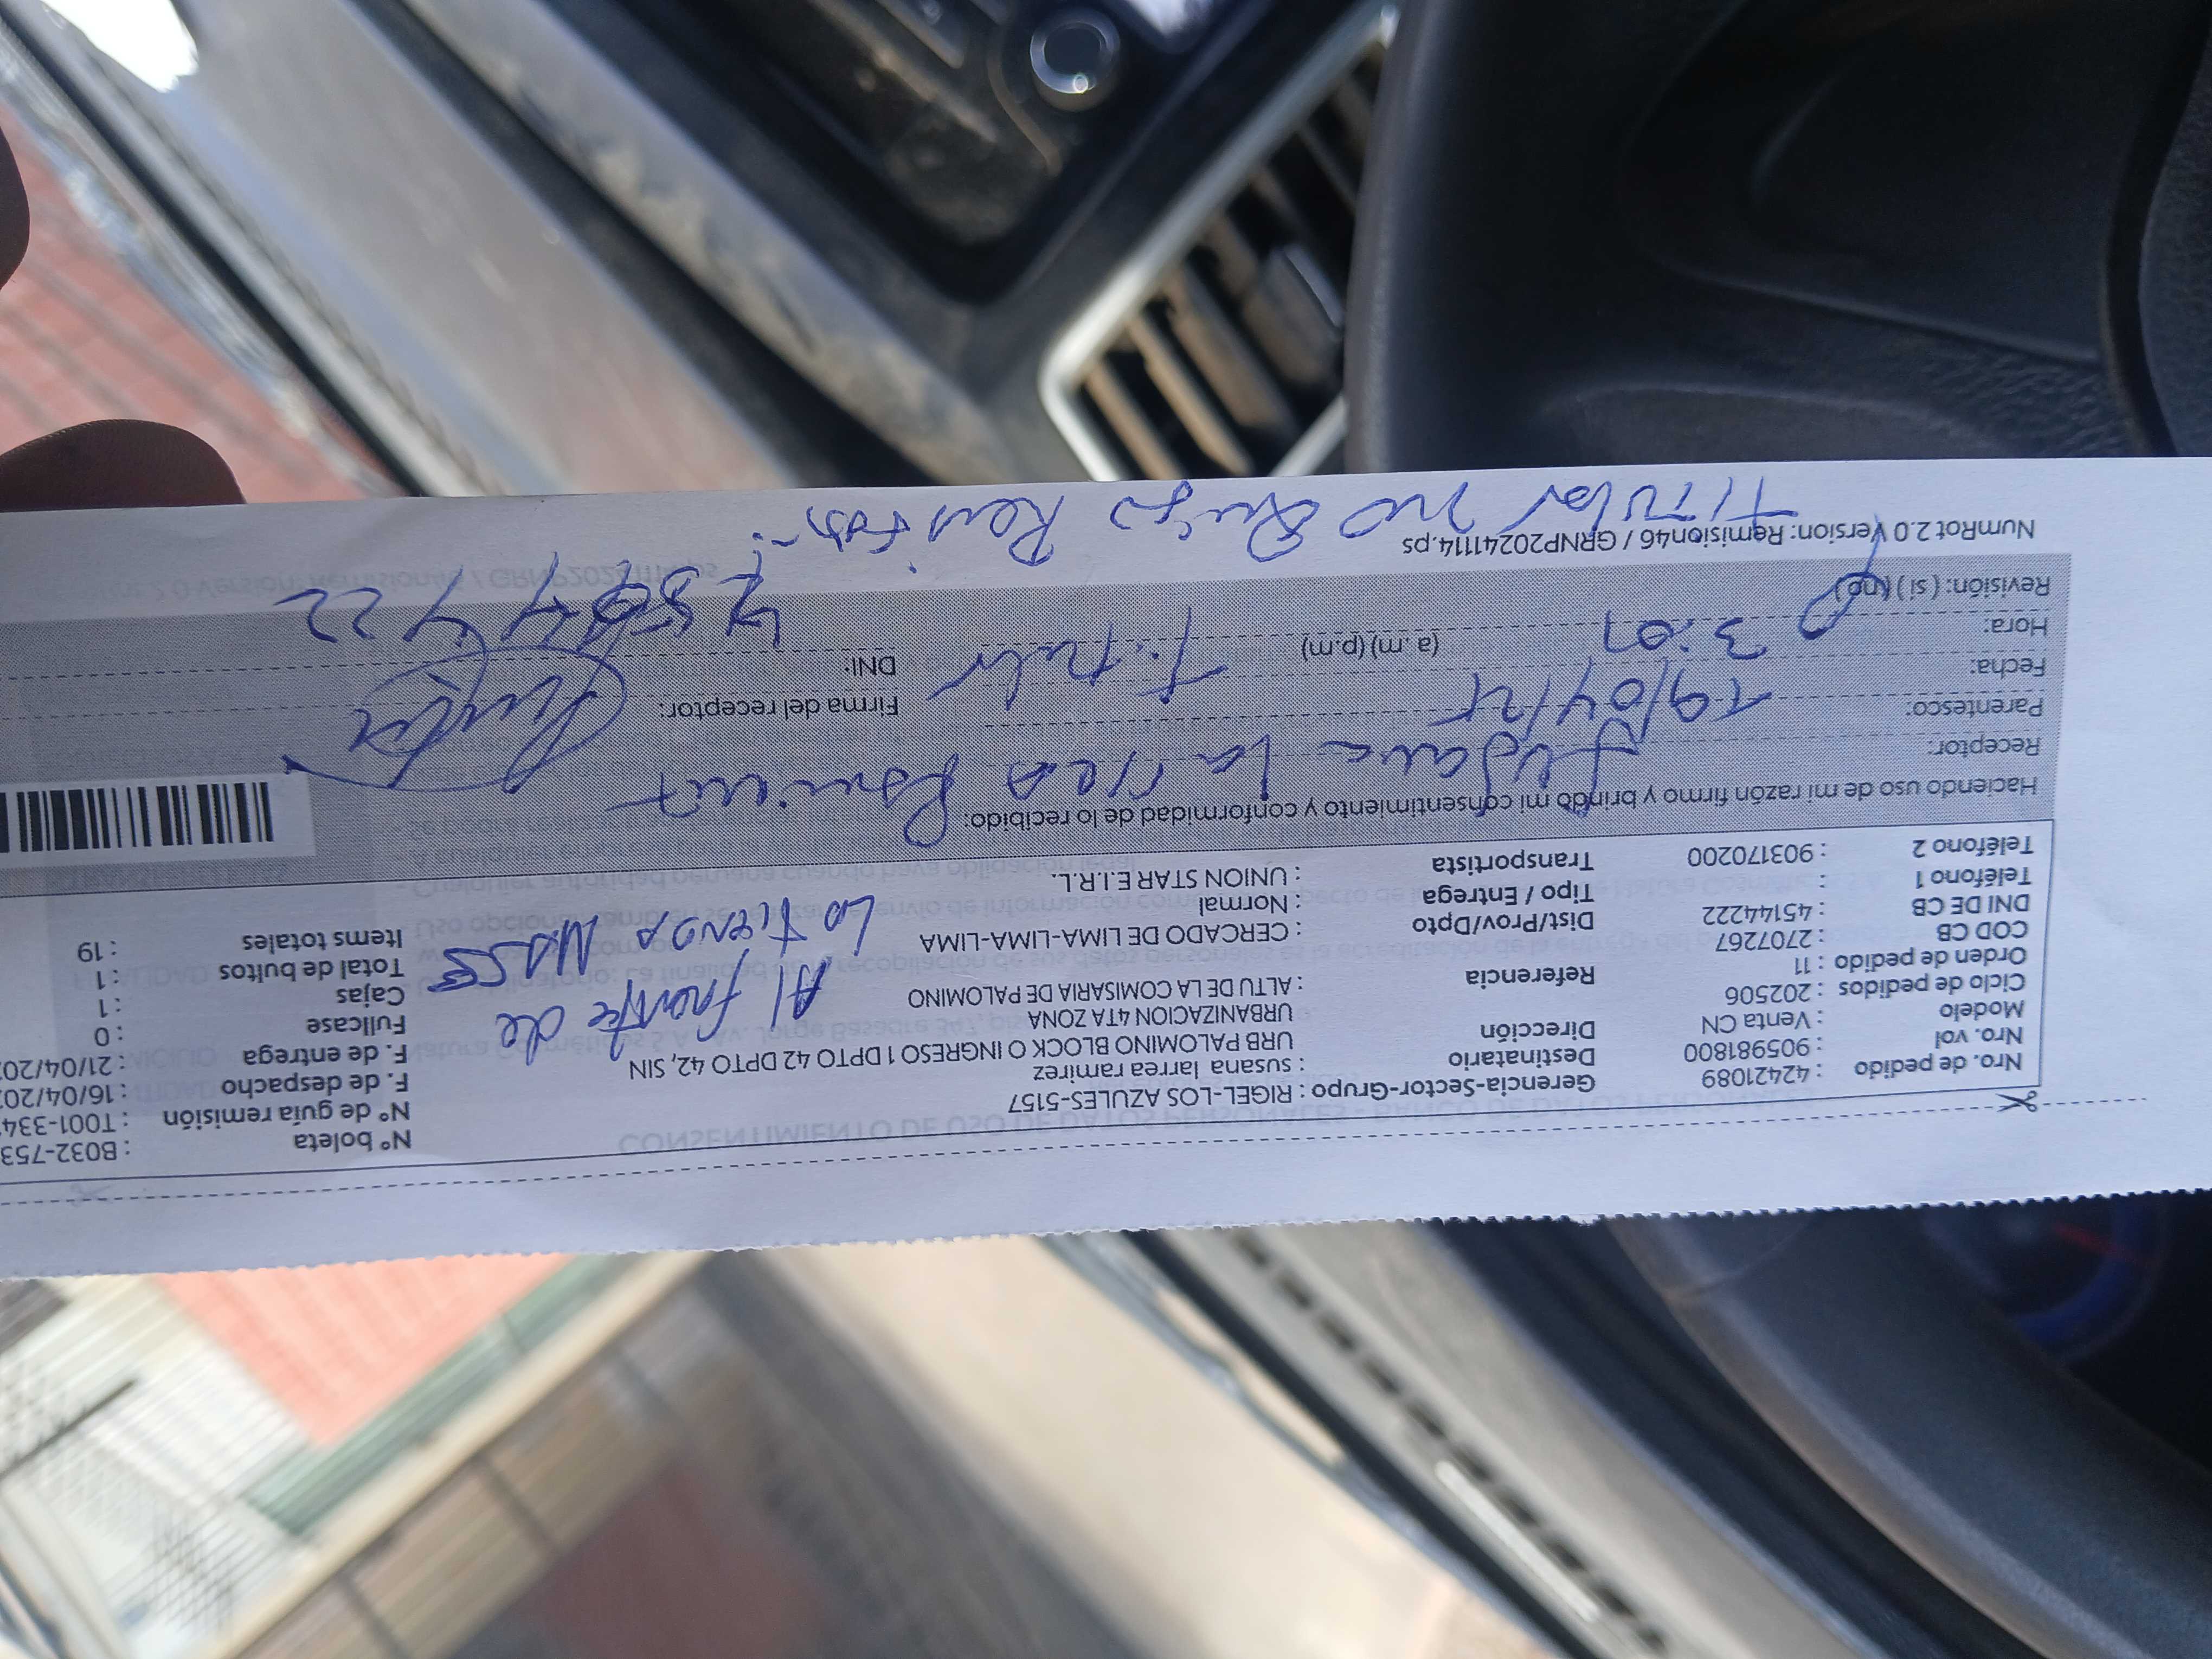 Nro. de pedido : 42421089
Nro. vol : 905981800
Modelo : Venta CN
Ciclo de pedidos : 202506
Orden de pedido : 11
COD CB : 2707267
DNI DE CB : 45144222
Teléfono 1 :
Teléfono 2 : 903170200
Gerencia-Sector-Grupo : RIGEL-LOS AZULES-5157
Destinatario : susana larrea ramirez
Dirección URB PALOMINO BLOCK O INGRESO 1 DPTO 42 DPTO 42, SIN
URBANIZACION 4TA ZONA
Referencia : ALTU DE LA COMISARIA DE PALOMINO
Dist/Prov/Dpto : CERCADO DE LIMA-LIMA-LIMA
Tipo / Entrega : Normal
Transportista : UNION STAR E.I.R.L.
Al frente de
La Tienda MASS
N° boleta : B032-753
N° de guía remisión : T001-334
F. de despacho : 16/04/202
F. de entrega : 21/04/202
Fullcase : 0
Cajas : 1
Total de bultos : 1
Items totales : 19
Haciendo uso de mi razón firmo y brindo mi consentimiento y conformidad de lo recibido:
Receptor: Susana
Parentesco: Titular
Fecha: 19/04/25
Hora: 3:01 (a.m) (p.m)
Revisión: ( si ) (no)
Firma del receptor:
DNI: 45144222
NumRot 2.0 Version: Remision46 / GRNP20241114.ps
Titular no Quiso